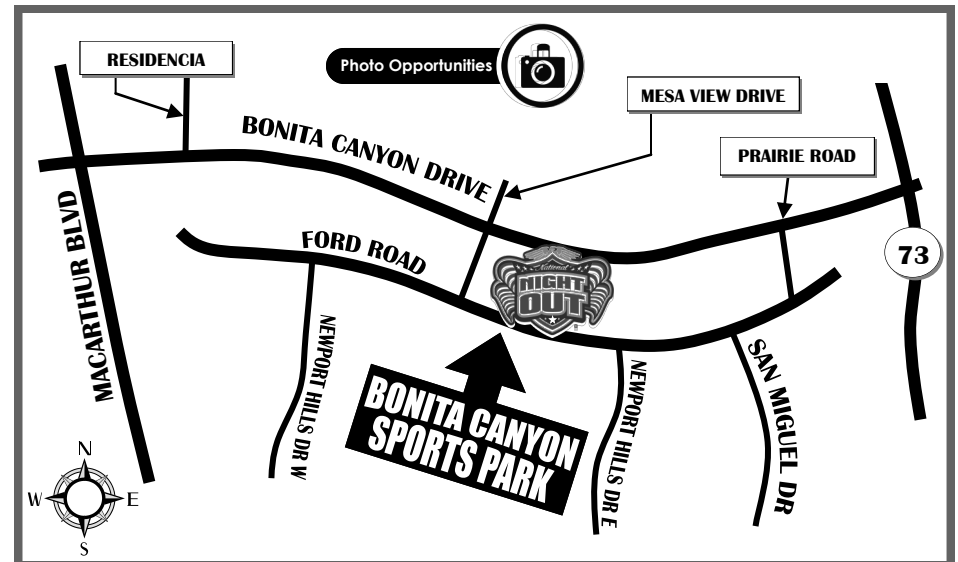 RESIDENCIA
Photo Opportunities
MESA VIEW DRIVE
BONITA CANYON DRIVE
PRAIRIE ROAD
MACARTHUR BLVD
FORD ROAD
73
National
NIGHT
OUT
NEWPORT HILLS DR W
BONITA CANYON
SPORTS PARK
NEWPORT HILLS DR E
SAN MIGUEL DR
N
W
E
S